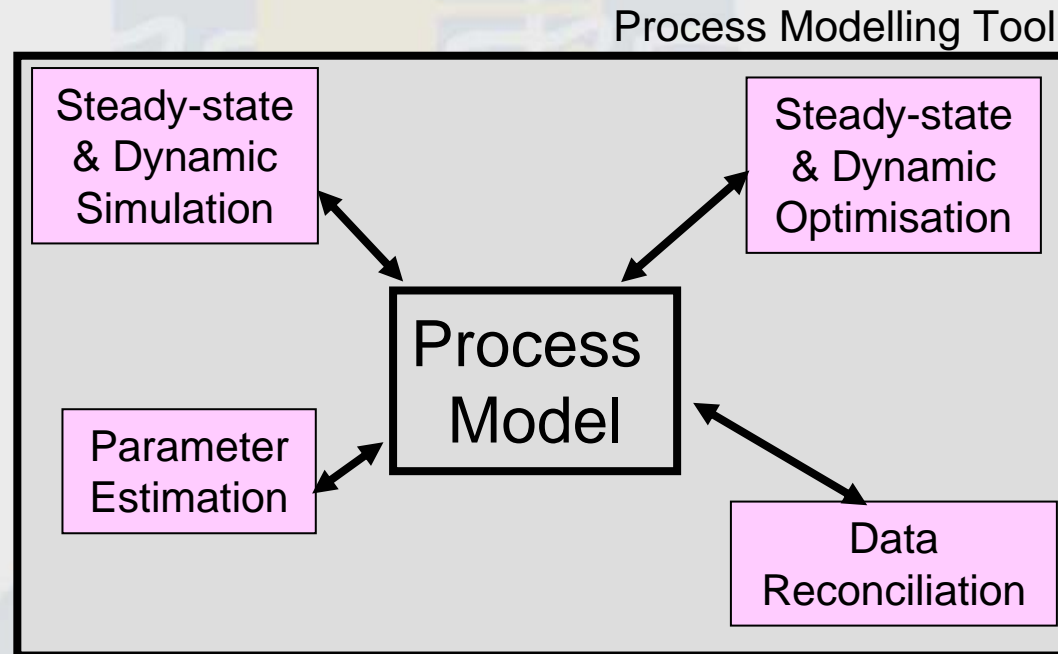 Process Modelling Tool
Steady-state
& Dynamic
Simulation
Steady-state
& Dynamic
Optimisation
Process
Model
Parameter
Estimation
Data
Reconciliation